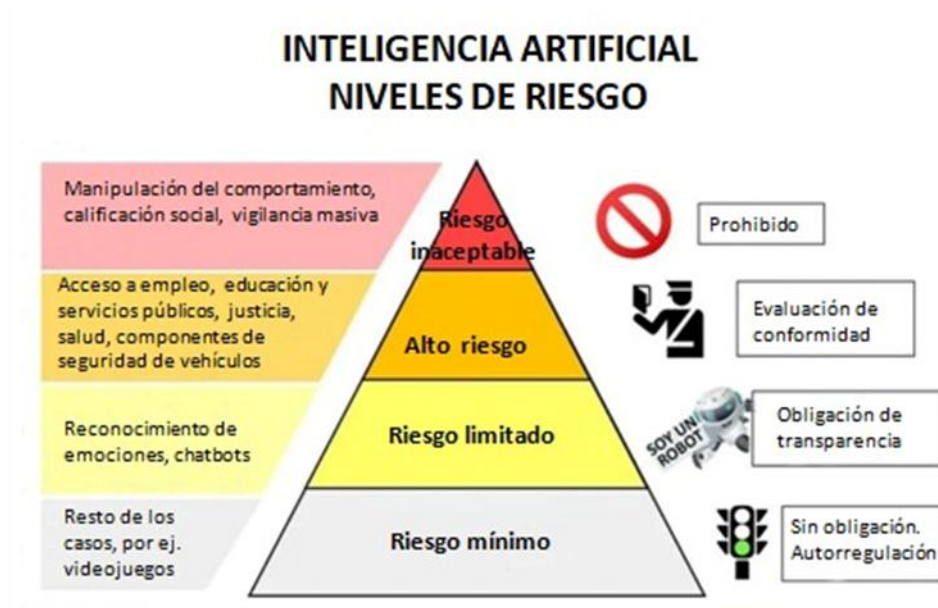 INTELIGENCIA ARTIFICIAL
NIVELES DE RIESGO
Manipulación del comportamiento,
calificación social, vigilancia masiva
Riesgo
inaceptable
Prohibido
Acceso a empleo, educación y
servicios públicos, justicia,
salud, componentes de
seguridad de vehículos
Alto riesgo
Evaluación de
conformidad
Reconocimiento de
emociones, chatbots
Riesgo limitado
SOY UN
ROBOT
Obligación de
transparencia
Resto de los
casos, por ej.
videojuegos
Riesgo mínimo
Sin obligación.
Autorregulación